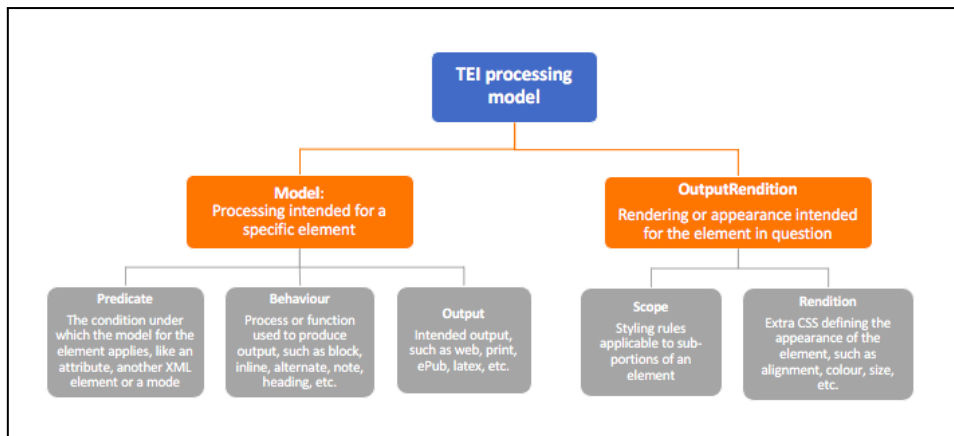 TEI processing
model
Model:
Processing intended for a
specific element
OutputRendition
Rendering or appearance intended
for the element in question
Predicate
The condition under
which the model for the
element applies, like an
attribute, another XML
element or a mode
Behaviour
Process or function
used to produce
output, such as block,
inline, alternate, note,
heading, etc.
Output
Intended output,
such as web, print,
ePub, latex, etc.
Scope
Styling rules
applicable to sub-
portions of an
element
Rendition
Extra CSS defining the
appearance of the
element, such as
alignment, colour, size,
etc.